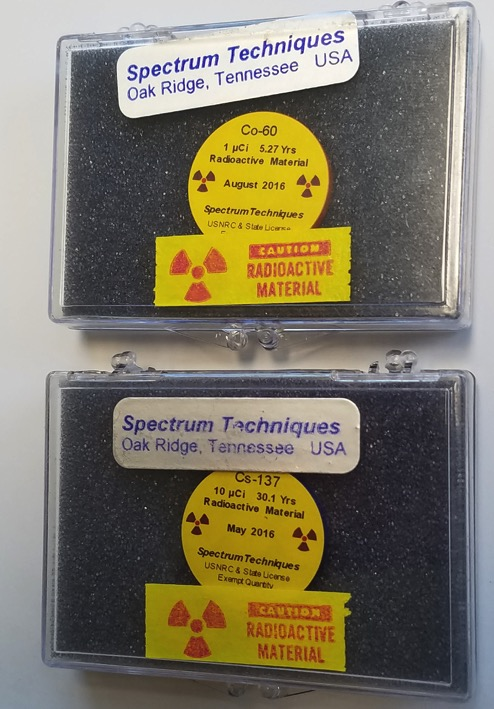 Spectrum Techniques
Oak Ridge, Tennessee USA
Co-60
1 µCi 5.27 Yrs
Radioactive Material
August 2016
Spectrum Techniques
USNRC & State License
CAUTION
RADIOACTIVE
MATERIAL
Spectrum Techniques
Oak Ridge, Tennessee USA
Cs-137
10 µCi 30.1 Yrs
Radioactive Material
May 2016
Spectrum Techniques
USNRC & State License
Exempt Quantity
CAUTION
RADIOACTIVE
MATERIAL